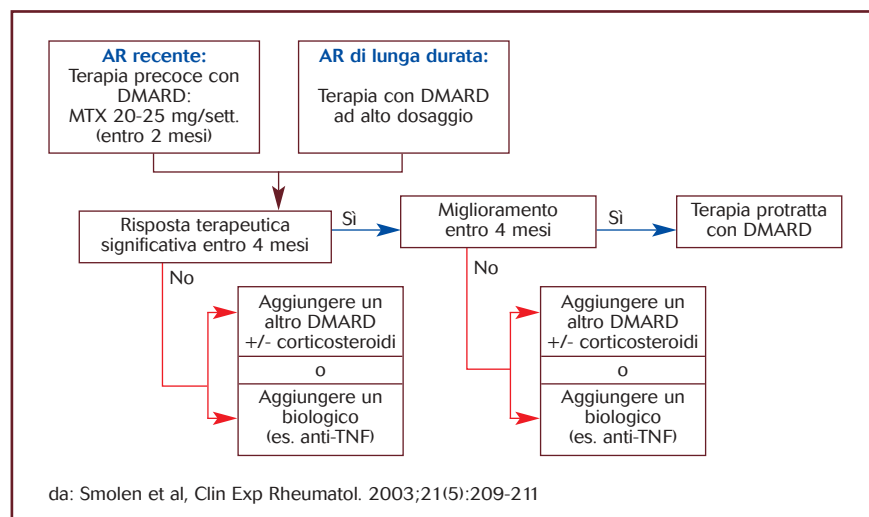 AR recente:
Terapia precoce con
DMARD:
MTX 20-25 mg/sett.
(entro 2 mesi)
AR di lunga durata:
Terapia con DMARD
ad alto dosaggio
Risposta terapeutica
significativa entro 4 mesi
Sì
Miglioramento
entro 4 mesi
Sì
Terapia protratta
con DMARD
No
Aggiungere un
altro DMARD
+/- corticosteroidi
o
Aggiungere un
biologico
(es. anti-TNF)
No
Aggiungere un
altro DMARD
+/- corticosteroidi
o
Aggiungere un
biologico
(es. anti-TNF)
da: Smolen et al, Clin Exp Rheumatol. 2003;21(5):209-211